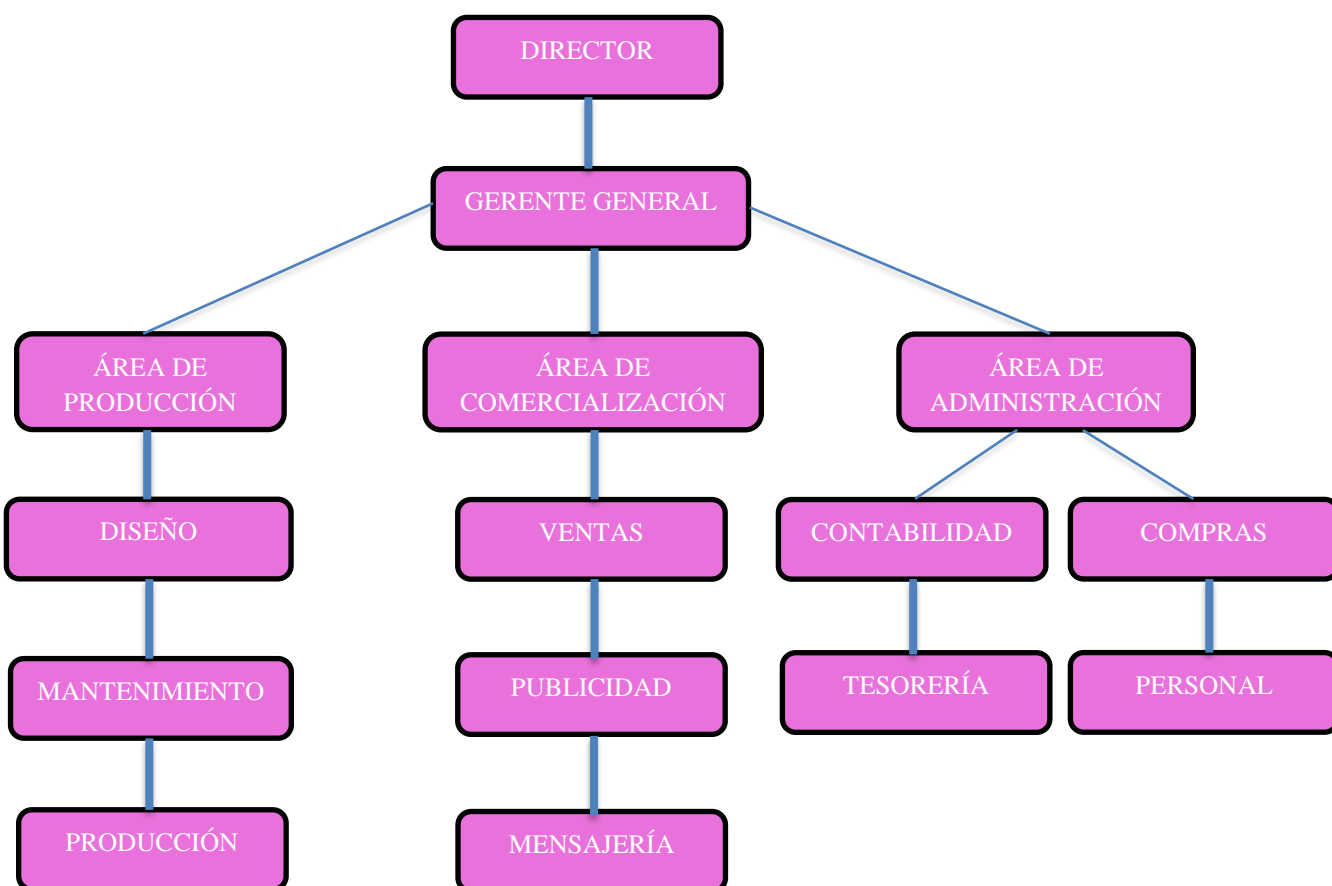 DIRECTOR
GERENTE GENERAL
ÁREA DE
PRODUCCIÓN
ÁREA DE
COMERCIALIZACIÓN
ÁREA DE
ADMINISTRACIÓN
DISEÑO
VENTAS
CONTABILIDAD
COMPRAS
MANTENIMIENTO
PUBLICIDAD
TESORERÍA
PERSONAL
PRODUCCIÓN
MENSAJERÍA